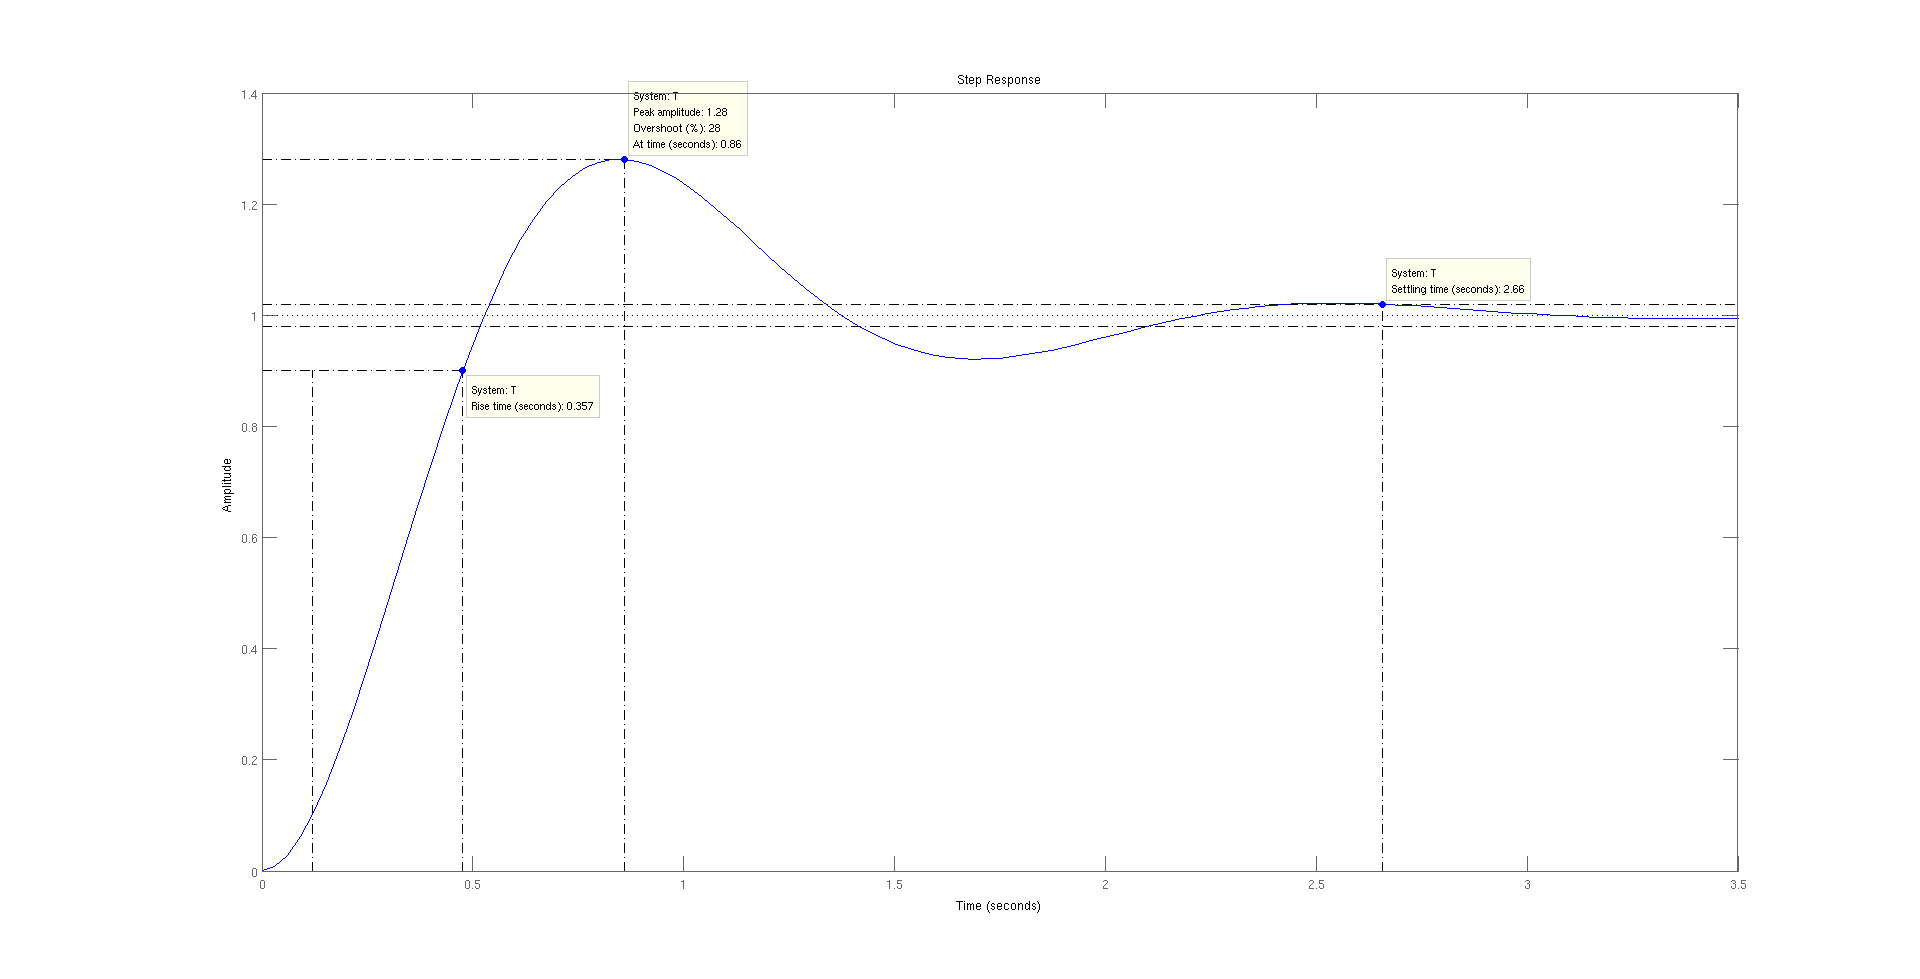 Step Response
System: T
Peak amplitude: 1.28
Overshoot (%): 28
At time (seconds): 0.86
System: T
Settling time (seconds): 2.66
System: T
Rise time (seconds): 0.357
Amplitude
1.4
1.2
1
0.8
0.6
0.4
0.2
0
0 0.5 1 1.5 2 2.5 3 3.5
Time (seconds)